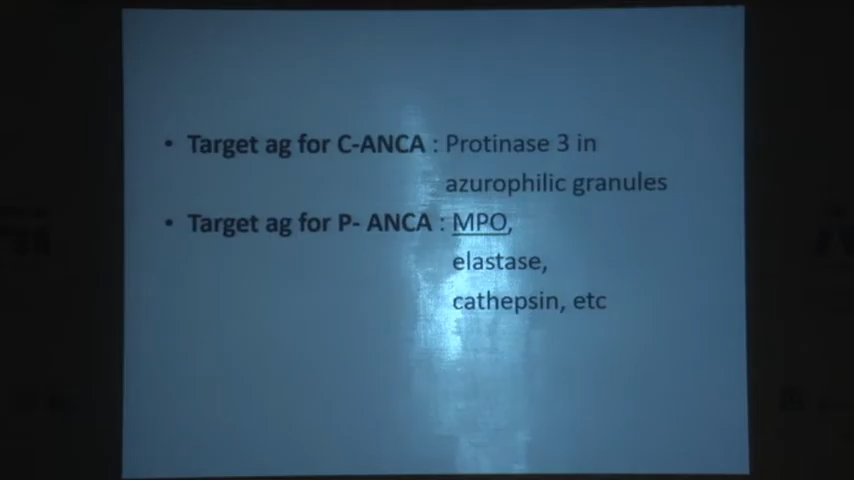 • Target ag for C-ANCA : Protinase 3 in
azurophilic granules
• Target ag for P- ANCA : MPO,
elastase,
cathepsin, etc